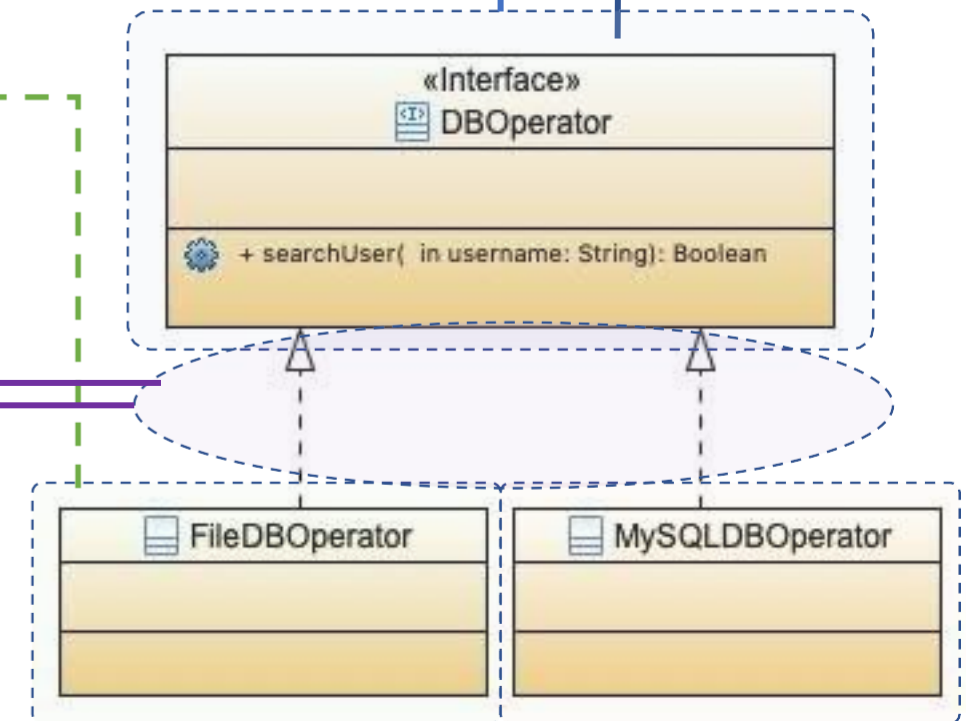 «Interface»
<I> DBOperator
+ searchUser( in username: String): Boolean
FileDBOperator
MySQLDBOperator